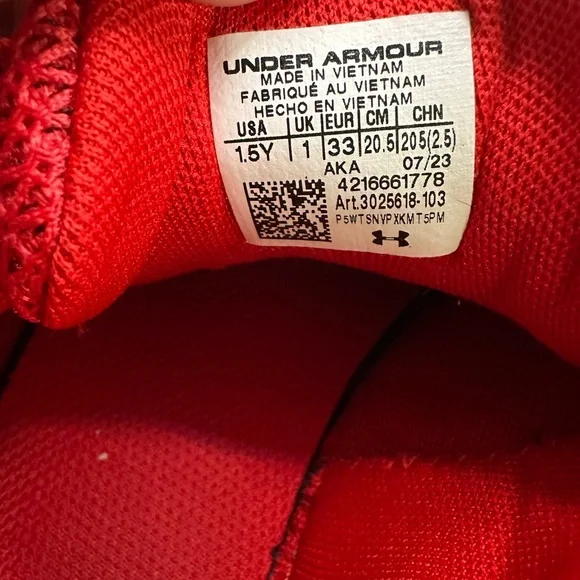 UNDER ARMOUR
MADE IN VIETNAM
FABRIQUÉ AU VIETNAM
HECHO EN VIETNAM
USA UK EUR CM CHN
1.5Y 1 33 20.5 205(2.5)
AKA 07/23
4216661778
Art.3025618-103
P5WTSNVPXKMT5PM